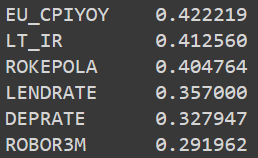 EU_CPIYOY 0.422219
LT_IR 0.412560
ROKEPOLA 0.404764
LENDRATE 0.357000
DEPRATE 0.327947
ROBOR3M 0.291962